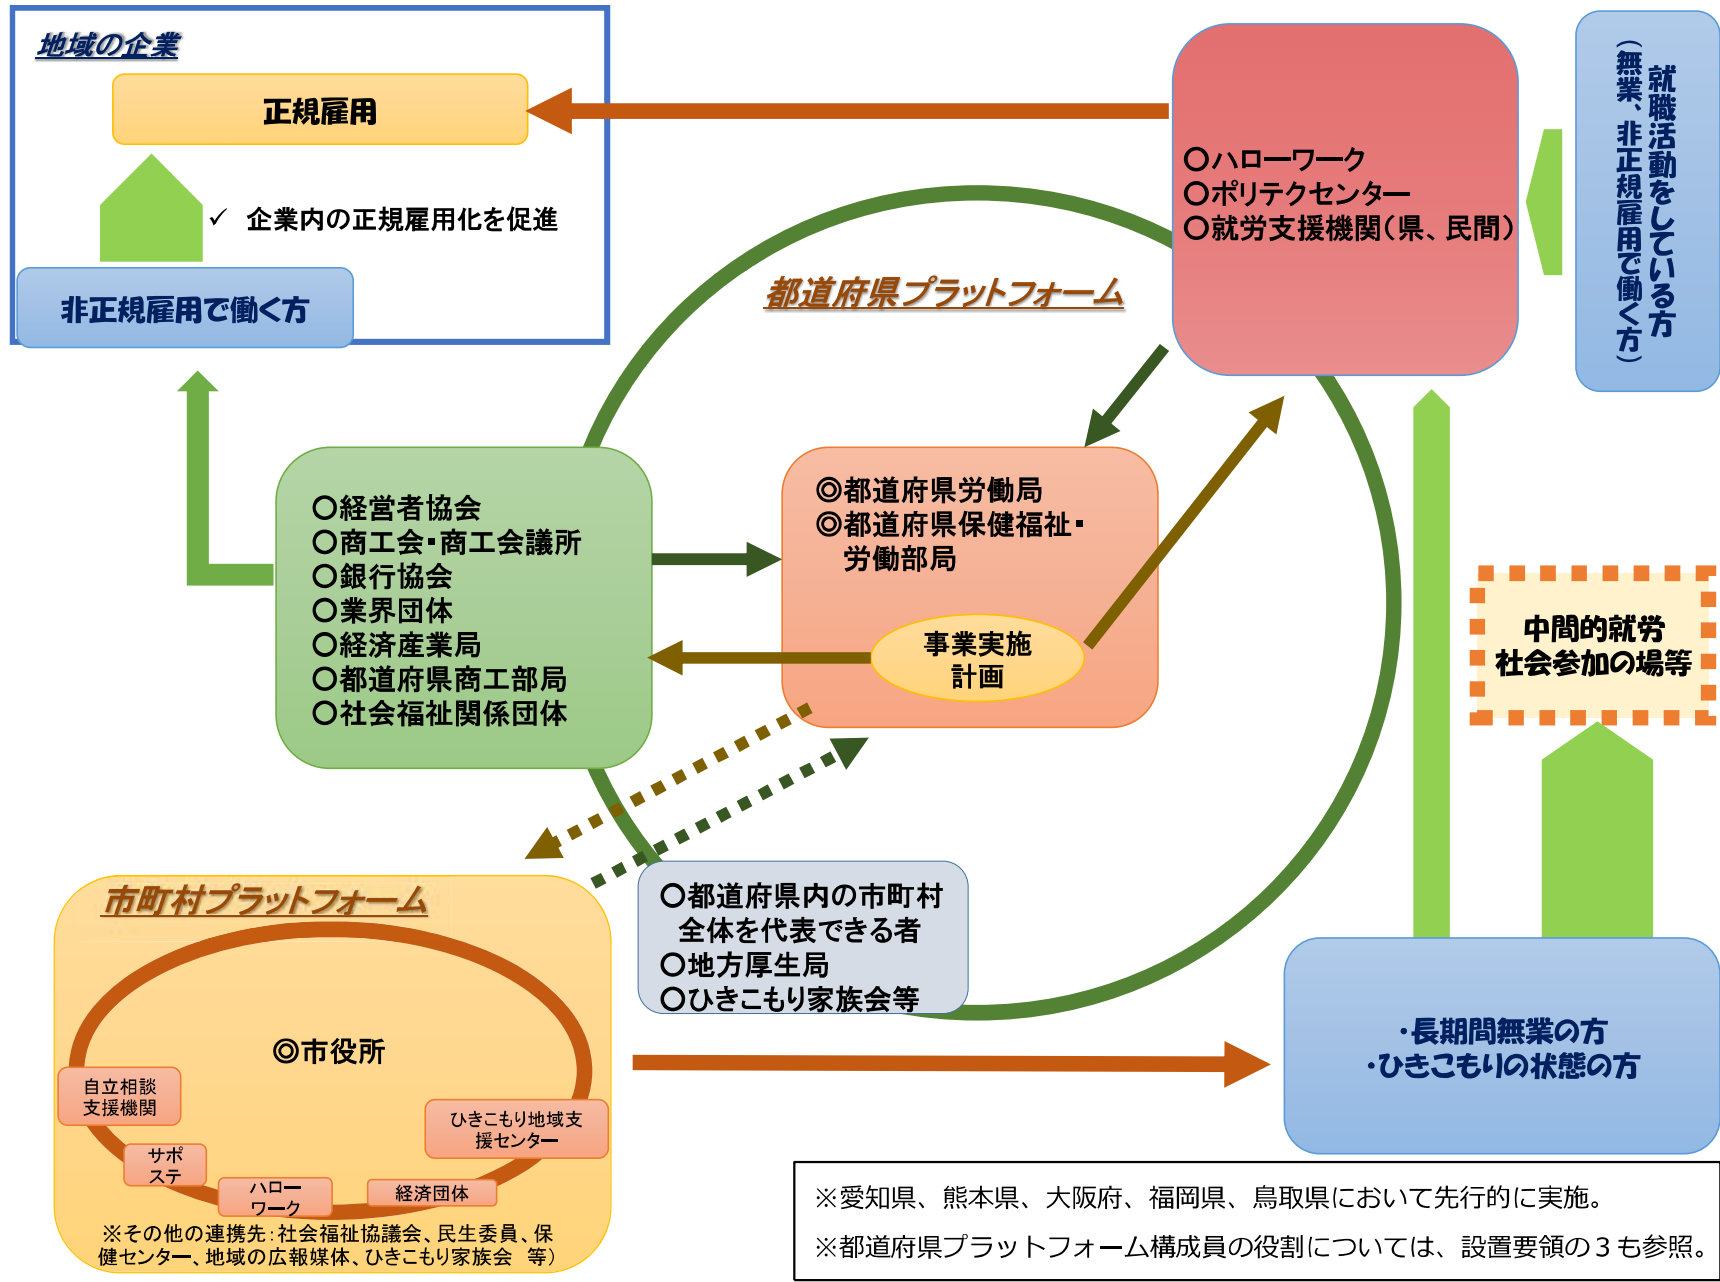 地域の企業
正規雇用
✓ 企業内の正規雇用化を促進
非正規雇用で働く方
都道府県プラットフォーム
〇ハローワーク
〇ポリテクセンター
〇就労支援機関（県、民間）
就職活動をしている方
（無業、非正規雇用で働く方）
〇経営者協会
〇商工会・商工会議所
〇銀行協会
〇業界団体
〇経済産業局
〇都道府県商工部局
〇社会福祉関係団体
◎都道府県労働局
◎都道府県保健福祉・
労働部局
事業実施
計画
中間的就労
社会参加の場等
〇都道府県内の市町村
全体を代表できる者
〇地方厚生局
〇ひきこもり家族会等
市町村プラットフォーム
◎市役所
自立相談
支援機関
サポ
ステ
ハロー
ワーク
経済団体
ひきこもり地域支
援センター
※その他の連携先：社会福祉協議会、民生委員、保
健センター、地域の広報媒体、ひきこもり家族会　等）
・長期間無業の方
・ひきこもりの状態の方
※愛知県、熊本県、大阪府、福岡県、鳥取県において先行的に実施。
※都道府県プラットフォーム構成員の役割については、設置要領の３も参照。